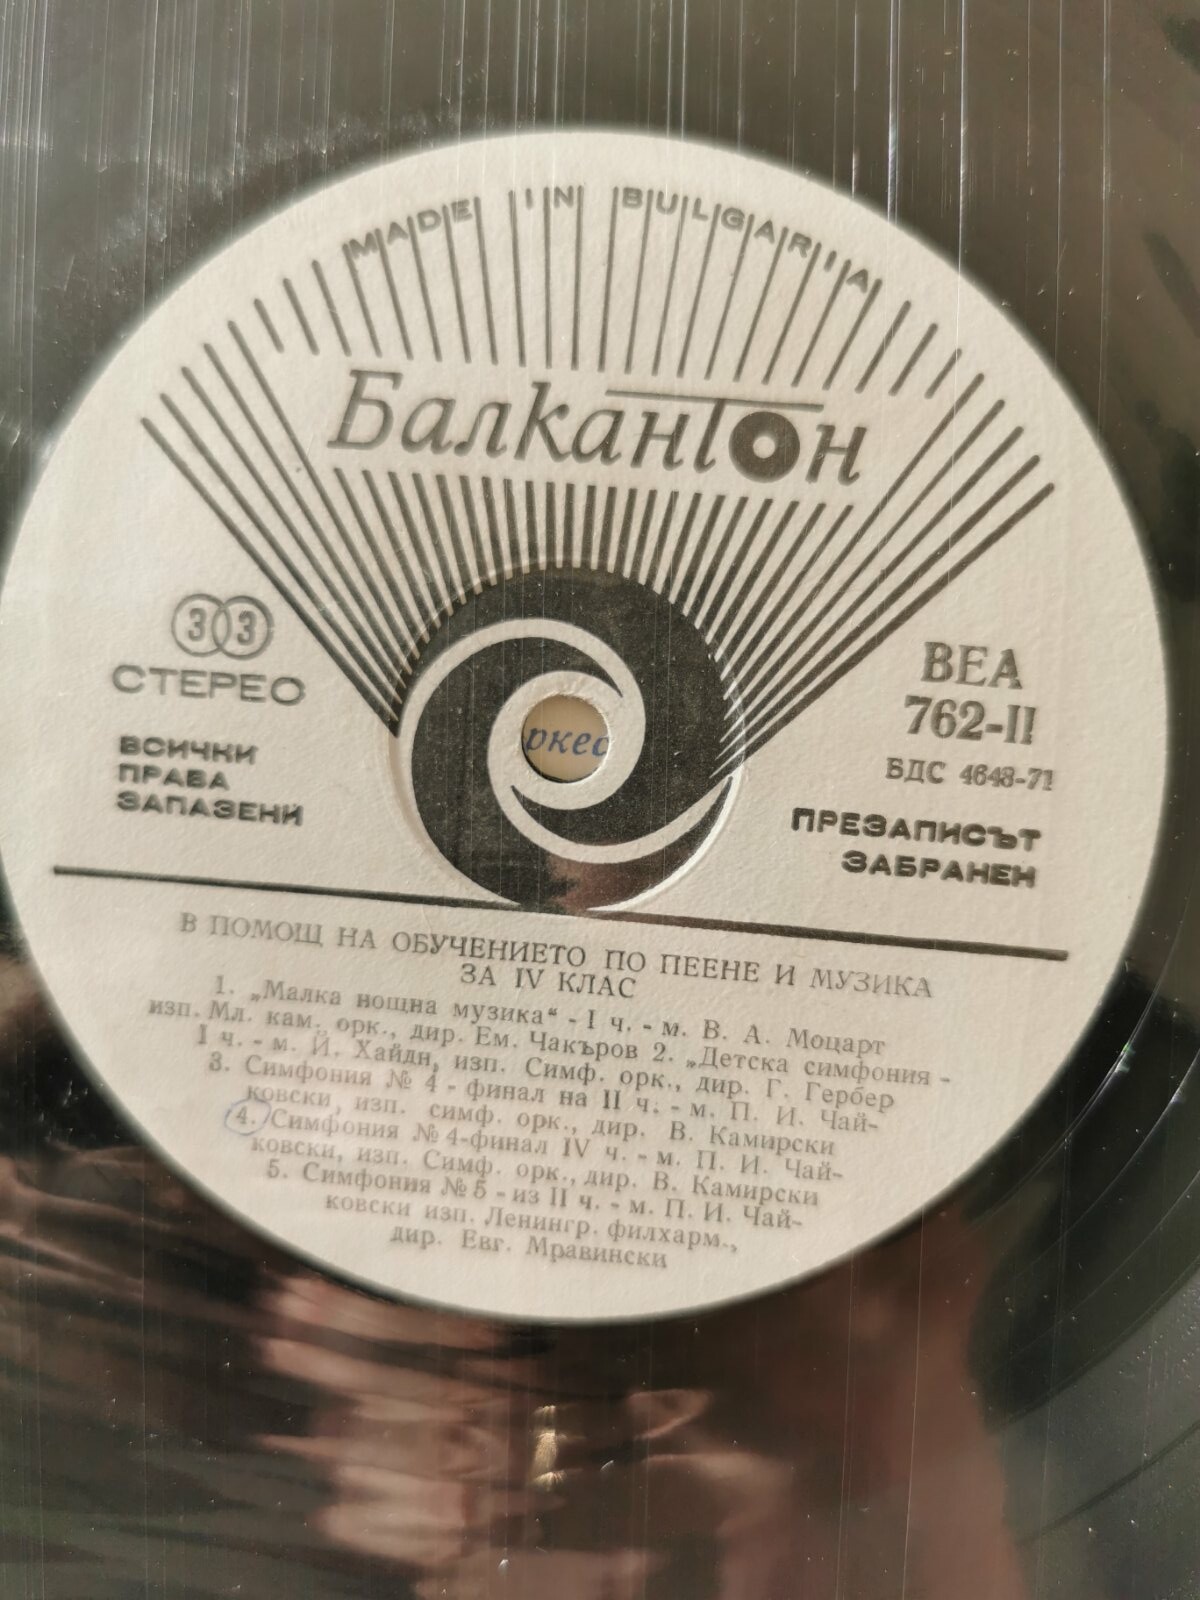 MADE IN BULGARIA
Балкантон
33
СТЕРЕО
ВСИЧКИ
ПРАВА
ЗАПАЗЕНИ
ркес
ВЕА
762-II
БДС 4648-71
ПРЕЗАПИСЪТ
ЗАБРАНЕН
В ПОМОЩ НА ОБУЧЕНИЕТО ПО ПЕЕНЕ И МУЗИКА
ЗА IV КЛАС
1. „Малка нощна музика“ - I ч. - м. В. А. Моцарт
изп. Мл. кам. орк., дир. Ем. Чакъров 2. „Детска симфония -
I ч. - м. Й. Хайдн, изп. Симф. орк., дир. Г. Гербер
3. Симфония № 4 - финал на II ч. - м. П. И. Чай-
ковски, изп. симф. орк., дир. В. Камирски
4. Симфония № 4-финал IV ч. - м. П. И. Чай-
ковски, изп. Симф. орк., дир. В. Камирски
5. Симфония № 5 - из II ч. - м. П. И. Чай-
ковски изп. Ленингр. филхарм.,
дир. Евг. Мравински